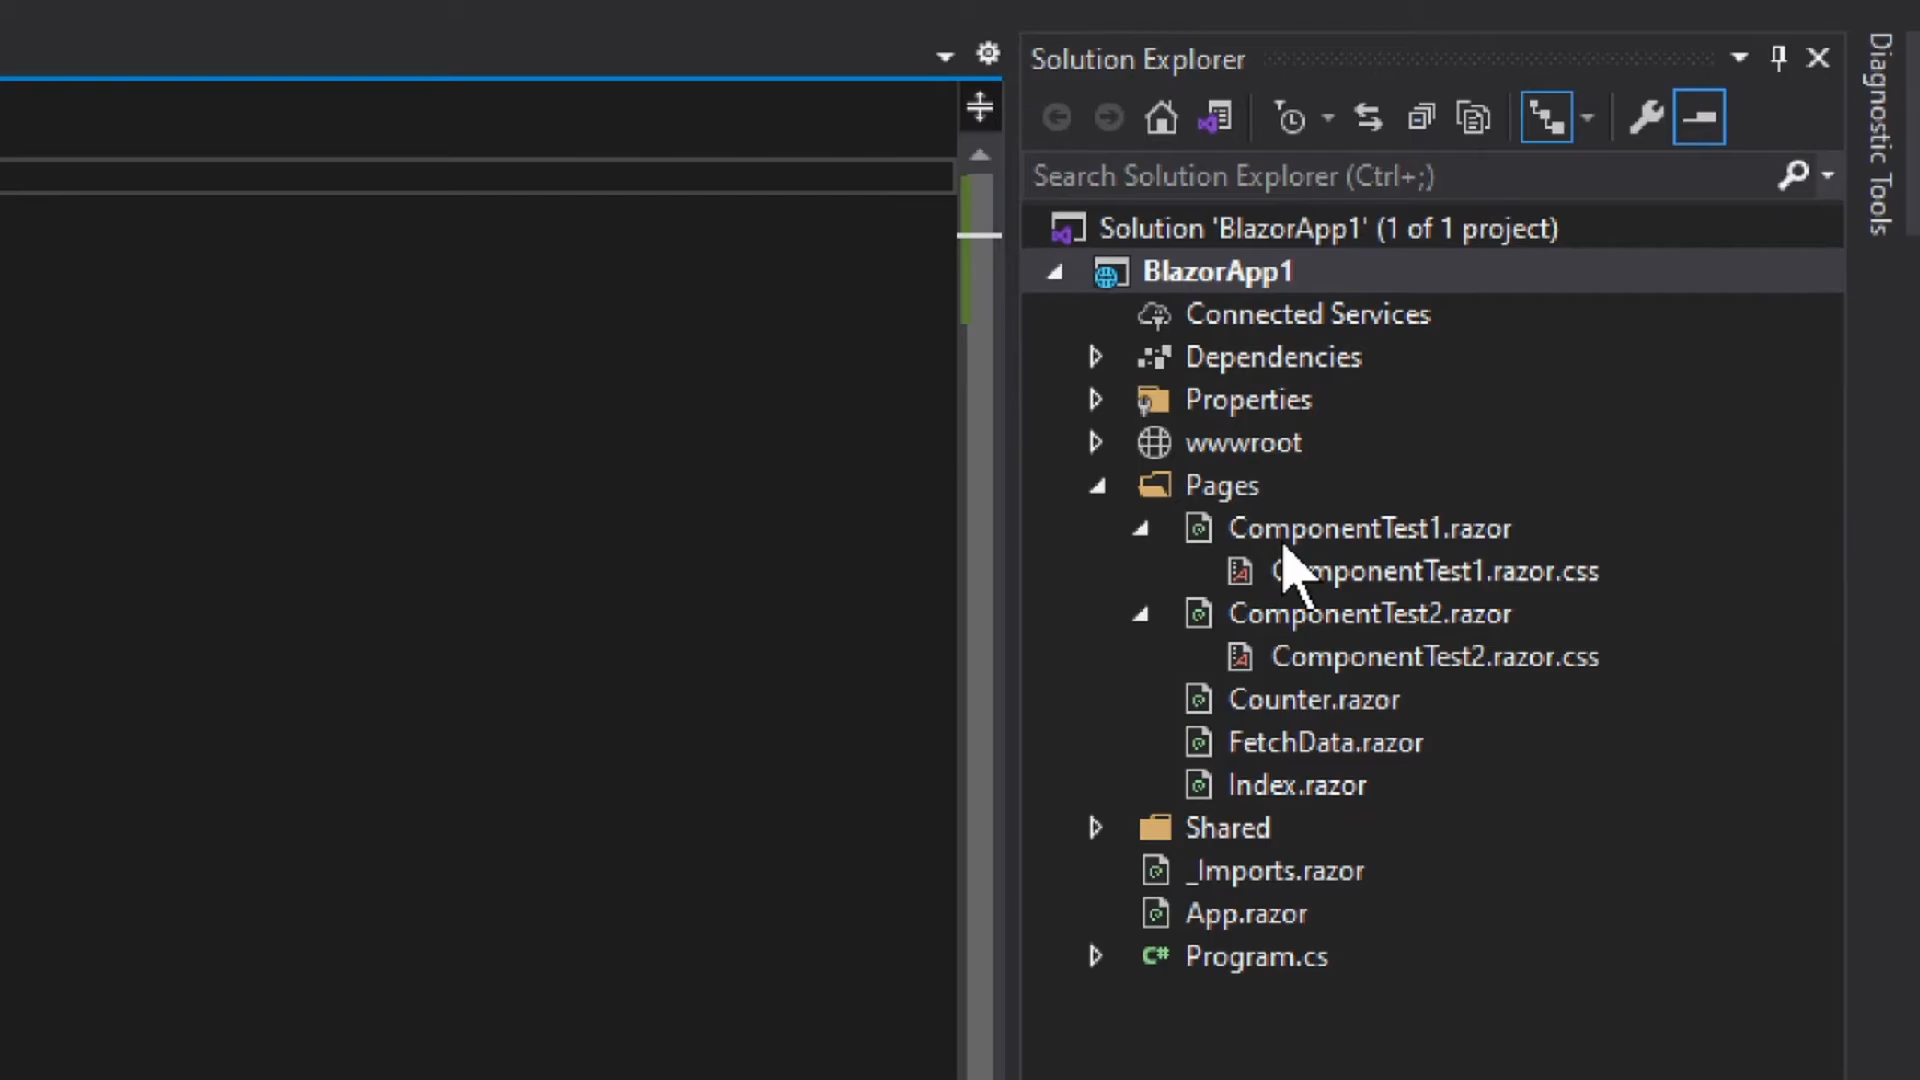 Solution Explorer
Search Solution Explorer (Ctrl+;)
Solution 'BlazorApp1' (1 of 1 project)
BlazorApp1
Connected Services
Dependencies
Properties
wwwroot
Pages
ComponentTest1.razor
ComponentTest1.razor.css
ComponentTest2.razor
ComponentTest2.razor.css
Counter.razor
FetchData.razor
Index.razor
Shared
_Imports.razor
App.razor
C# Program.cs
Diagnostic Tools